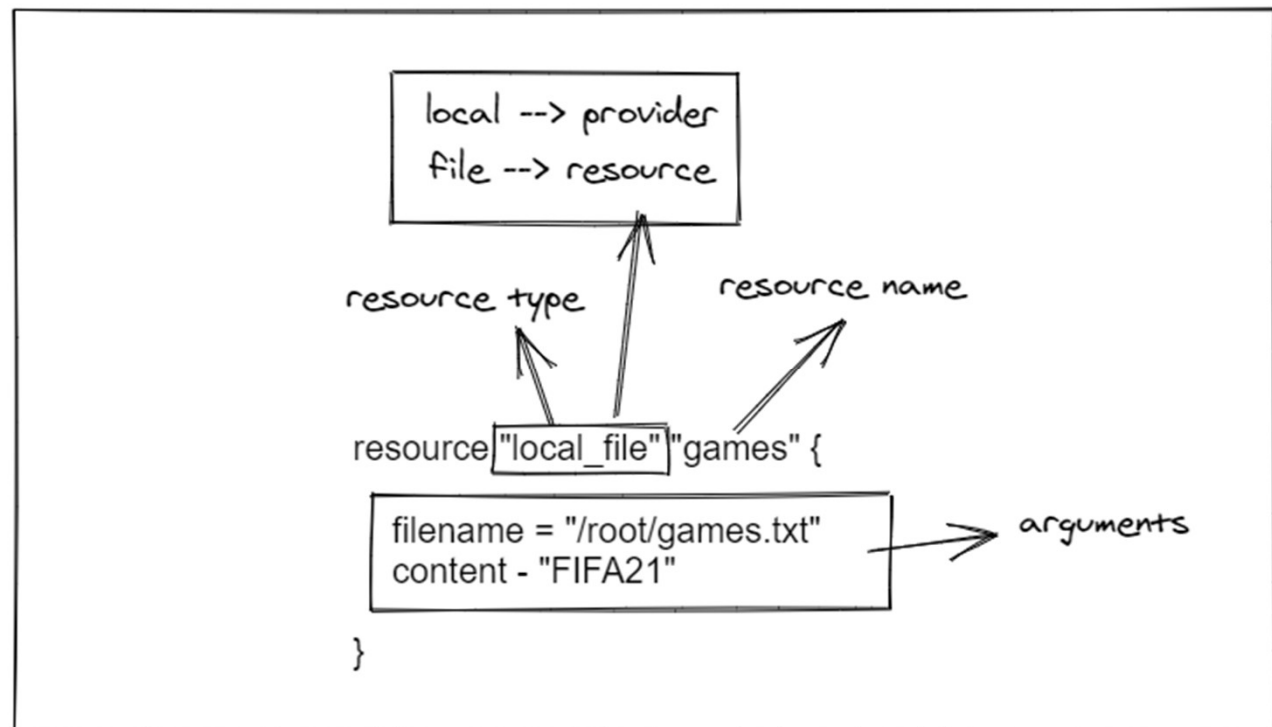 local --> provider
file --> resource
resource type
resource name
resource "local_file" "games" {
filename = "/root/games.txt"
content - "FIFA21"
arguments
}